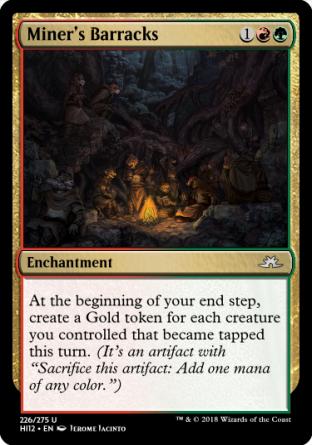 Miner's Barracks 1
Enchantment
At the beginning of your end step,
create a Gold token for each creature
you controlled that became tapped
this turn. (It's an artifact with
“Sacrifice this artifact: Add one mana
of any color.”)
226/275 U
HI12 • EN Jerome Jacinto
™ & © 2018 Wizards of the Coast